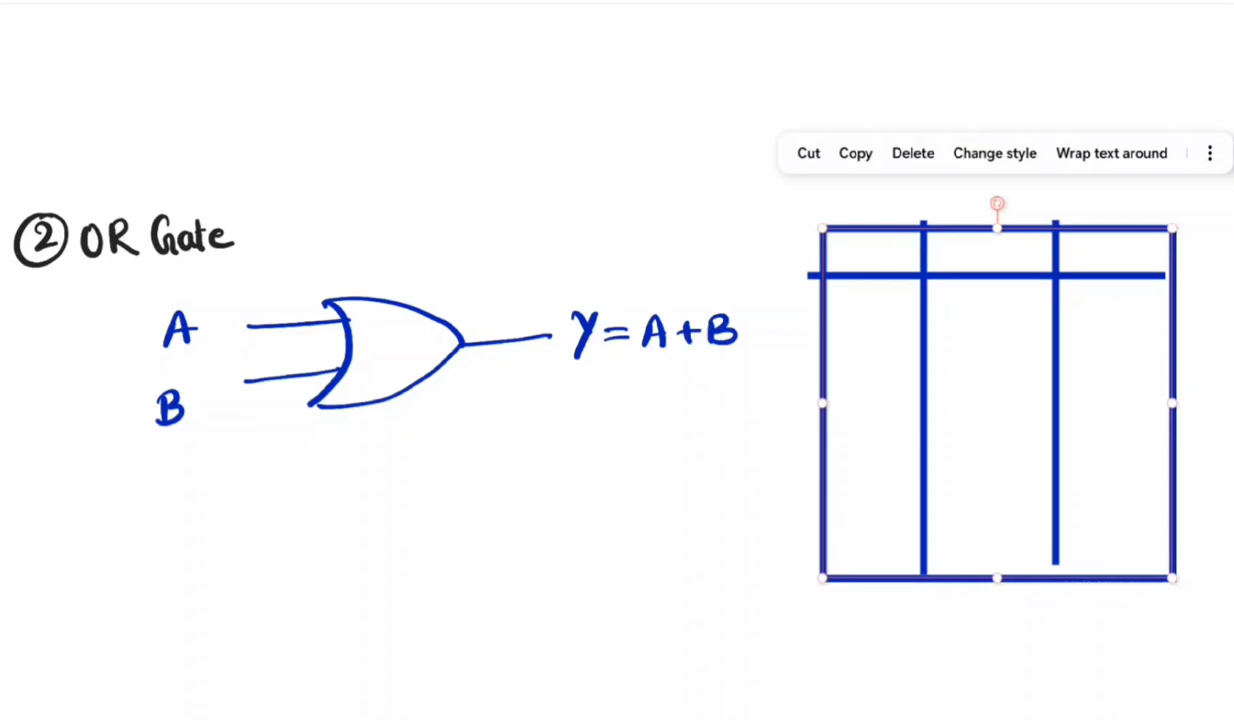 Cut Copy Delete Change style Wrap text around
② OR Gate
A
B
Y = A + B